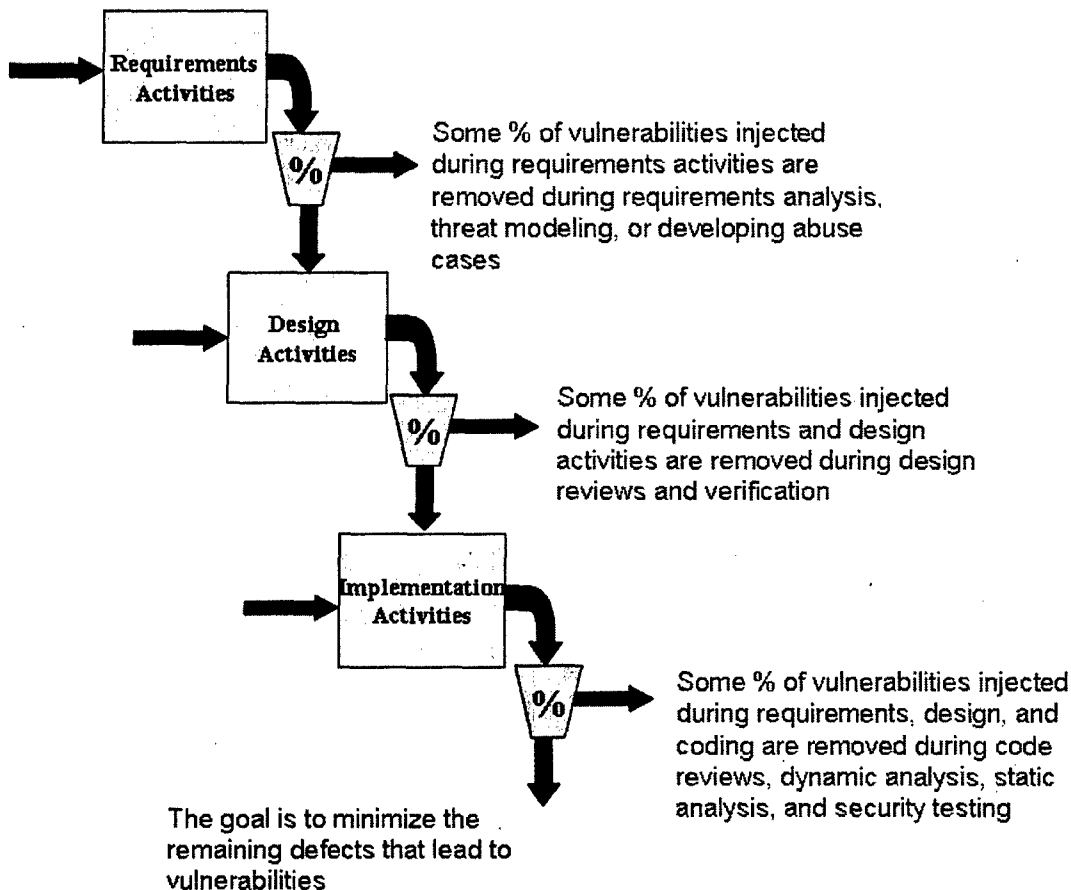 Requirements
Activities
%
Some % of vulnerabilities injected
during requirements activities are
removed during requirements analysis,
threat modeling, or developing abuse
cases
Design
Activities
%
Some % of vulnerabilities injected
during requirements and design
activities are removed during design
reviews and verification
Implementation
Activities
%
Some % of vulnerabilities injected
during requirements, design, and
coding are removed during code
reviews, dynamic analysis, static
analysis, and security testing
The goal is to minimize the
remaining defects that lead to
vulnerabilities